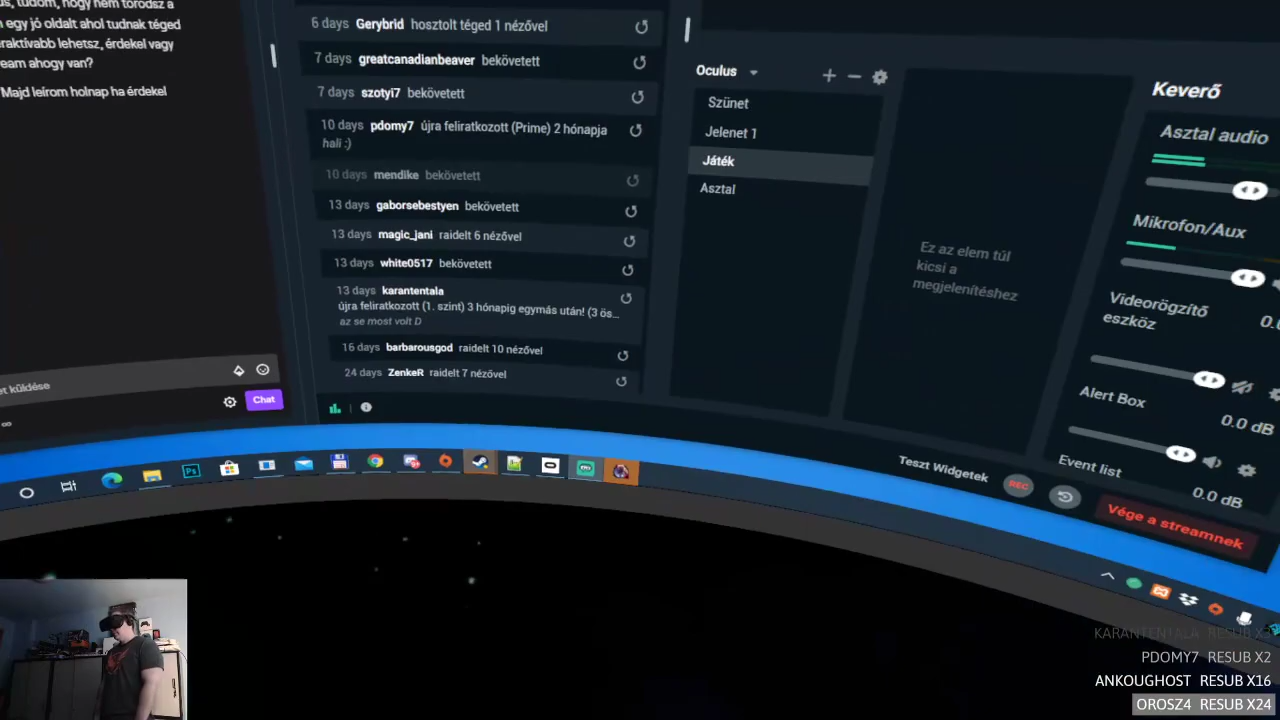 us, tudom, hogy nem törődsz a
egy jó oldalt ahol tudnak téged
raktívabb lehetsz, érdekel vagy
eam ahogy van?
Majd leírom holnap ha érdekel
et küldése
Chat
6 days Gerybrid hosztolt téged 1 nézővel
7 days greatcanadianbeaver bekövetett
7 days szotyi7 bekövetett
10 days pdomy7 újra feliratkozott (Prime) 2 hónapja
hali :)
10 days mendike bekövetett
13 days gaborsebestyen bekövetett
13 days magic_jani raidelt 6 nézővel
13 days white0517 bekövetett
13 days karantentala
újra feliratkozott (1. szint) 3 hónapig egymás után! (3 ös...
az se most volt D
16 days barbarousgod raidelt 10 nézővel
24 days ZenkeR raidelt 7 nézővel
Oculus
Szünet
Jelenet 1
Játék
Asztal
Ez az elem túl
kicsi a
megjelenítéshez
Keverő
Asztal audio
Mikrofon/Aux
Videorögzítő
eszköz
0.
Alert Box
0.0 dB
Event list
0.0 dB
Teszt Widgetek
REC
Vége a streamnek
Ps
KARANTENTALA RESUB X3
PDOMY7 RESUB X2
ANKOUGHOST RESUB X16
OROSZ4 RESUB X24